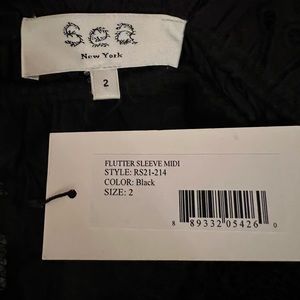 Sea
New York
2
FLUTTER SLEEVE MIDI
STYLE: RS21-214
COLOR: Black
SIZE: 2
8 89332 05426 0